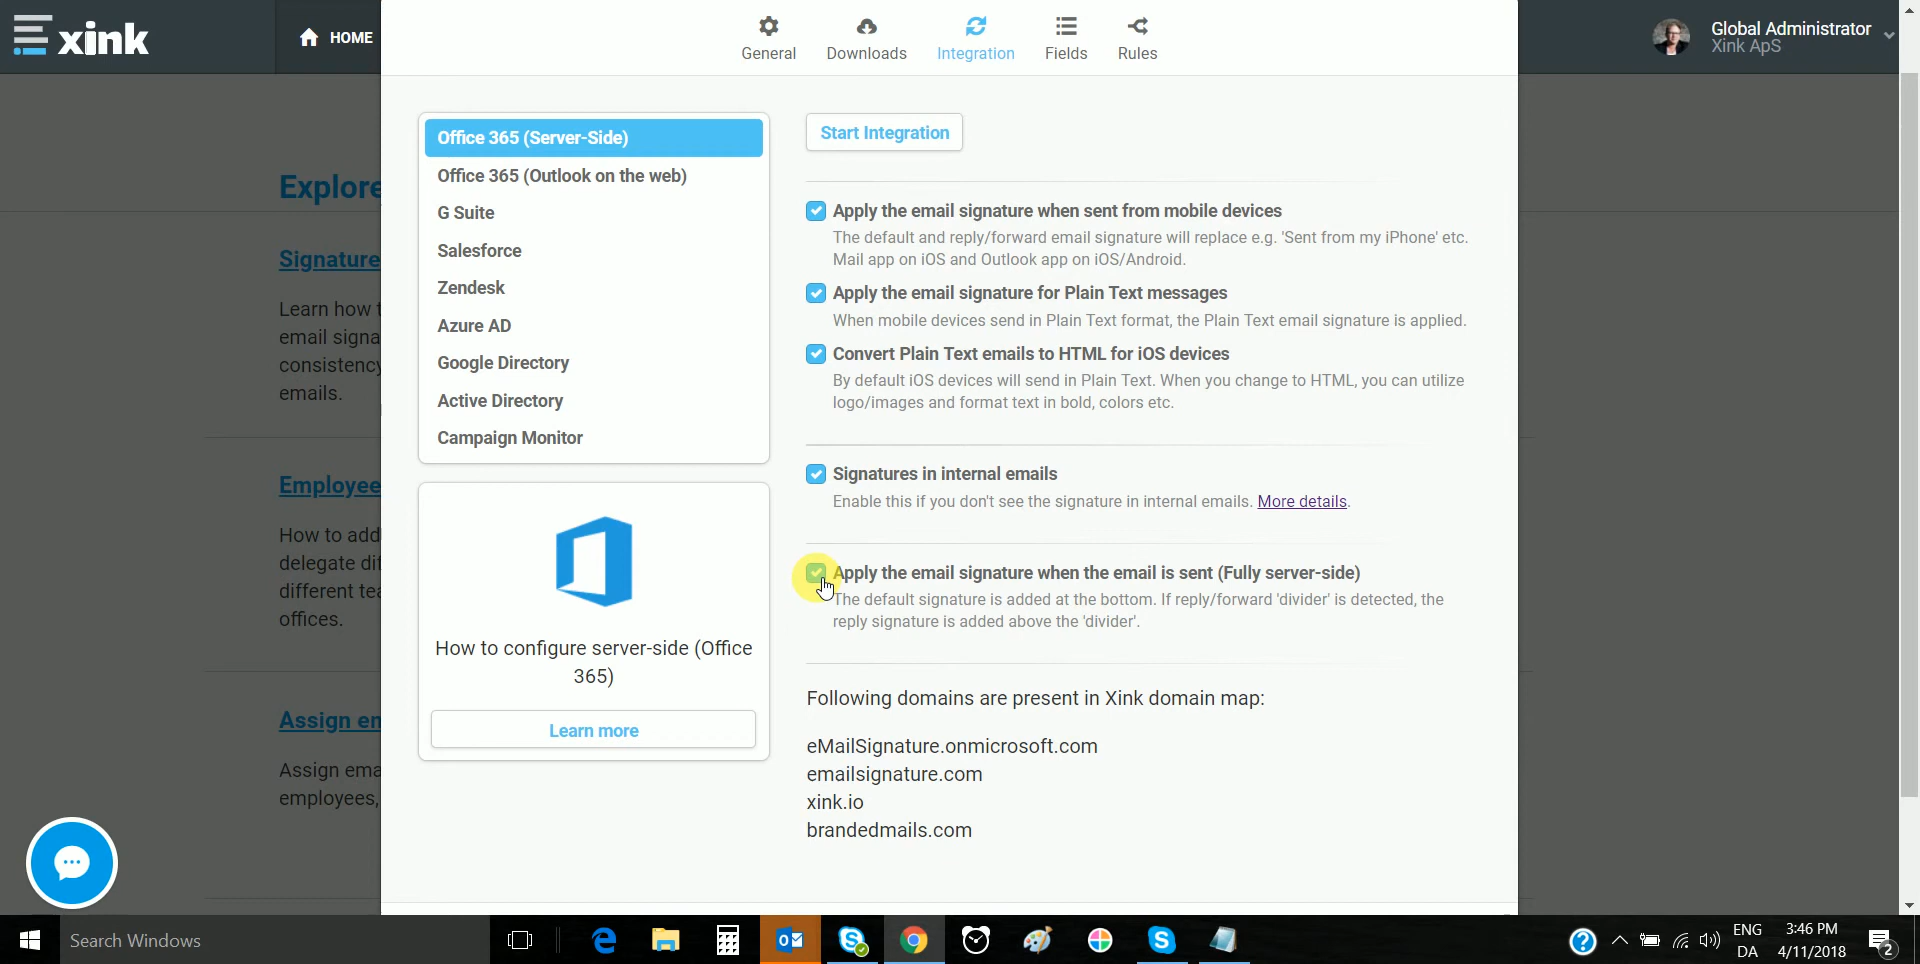 xink
HOME
General
Downloads
Integration
Fields
Rules
Global Administrator
Xink ApS
Explore
Signature
Learn how t
email signa
consistency
emails.
Employee
How to add
delegate dif
different tea
offices.
Assign em
Assign ema
employees,
Office 365 (Server-Side)
Office 365 (Outlook on the web)
G Suite
Salesforce
Zendesk
Azure AD
Google Directory
Active Directory
Campaign Monitor
How to configure server-side (Office
365)
Learn more
Start Integration
Apply the email signature when sent from mobile devices
The default and reply/forward email signature will replace e.g. 'Sent from my iPhone' etc.
Mail app on iOS and Outlook app on iOS/Android.
Apply the email signature for Plain Text messages
When mobile devices send in Plain Text format, the Plain Text email signature is applied.
Convert Plain Text emails to HTML for iOS devices
By default iOS devices will send in Plain Text. When you change to HTML, you can utilize
logo/images and format text in bold, colors etc.
Signatures in internal emails
Enable this if you don't see the signature in internal emails. More details.
Apply the email signature when the email is sent (Fully server-side)
The default signature is added at the bottom. If reply/forward 'divider' is detected, the
reply signature is added above the 'divider'.
Following domains are present in Xink domain map:
eMailSignature.onmicrosoft.com
emailsignature.com
xink.io
brandedmails.com
Search Windows
ENG
DA
3:46 PM
4/11/2018
2